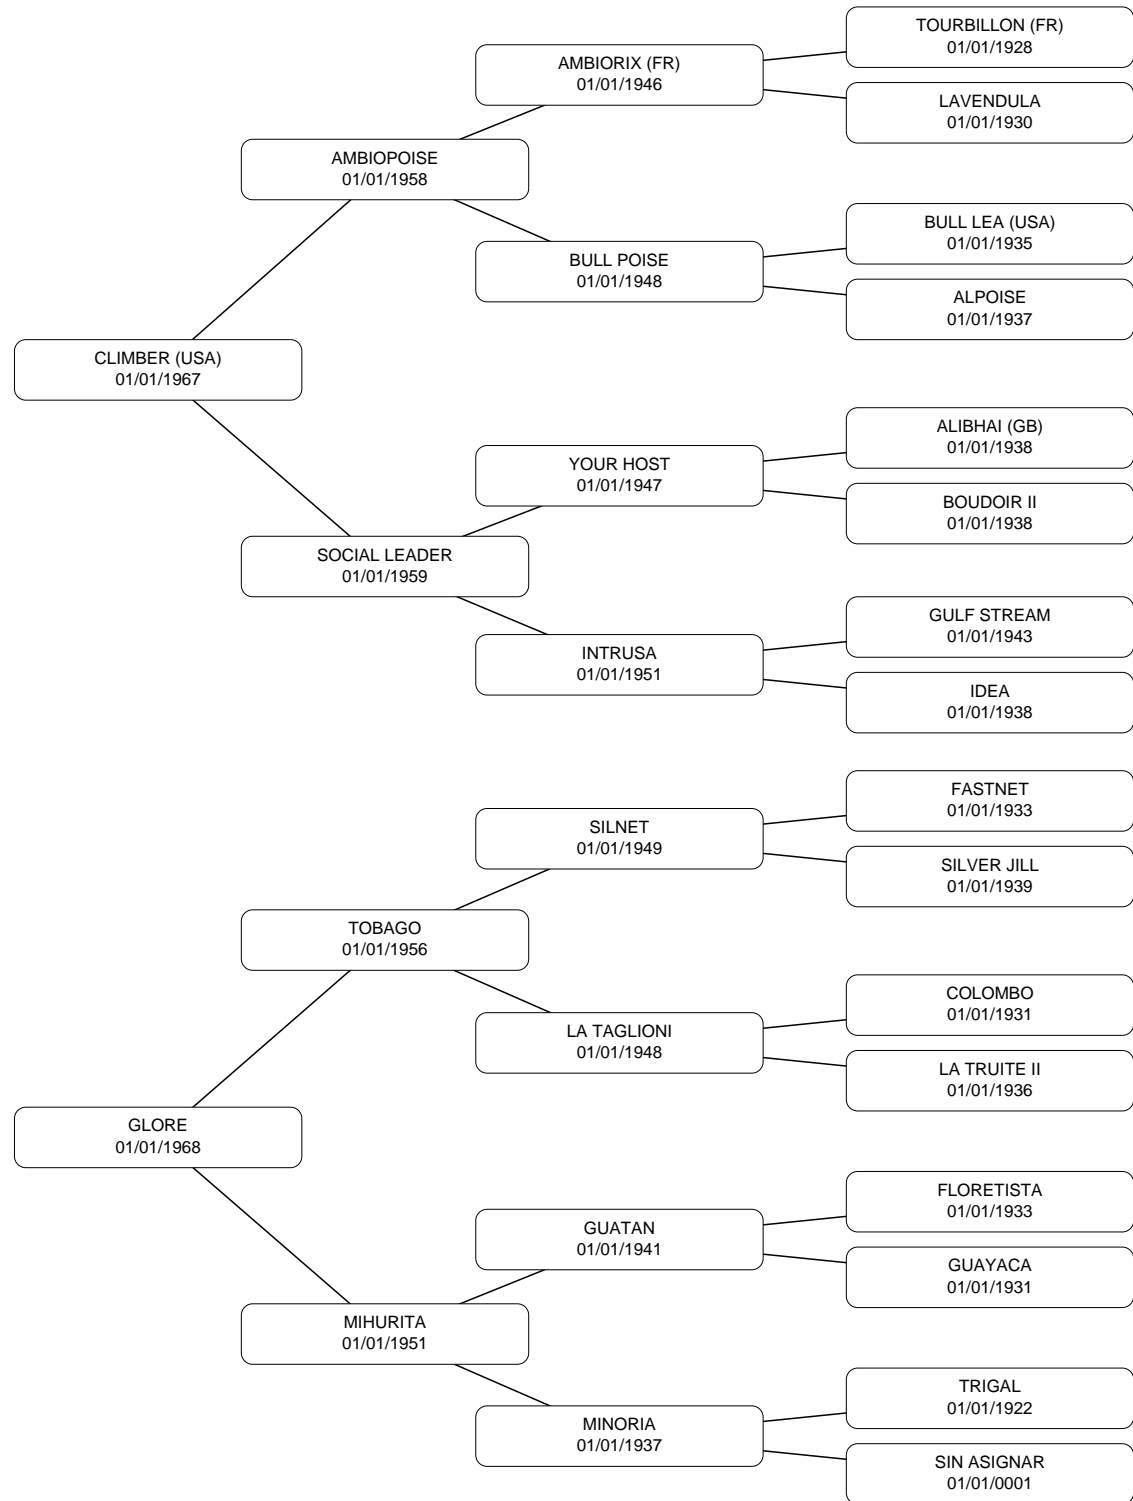 TOURBILLON (FR)
01/01/1928
AMBIORIX (FR)
01/01/1946
LAVENDULA
01/01/1930
AMBIOPOISE
01/01/1958
BULL LEA (USA)
01/01/1935
BULL POISE
01/01/1948
ALPOISE
01/01/1937
CLIMBER (USA)
01/01/1967
ALIBHAI (GB)
01/01/1938
YOUR HOST
01/01/1947
BOUDOIR II
01/01/1938
SOCIAL LEADER
01/01/1959
GULF STREAM
01/01/1943
INTRUSA
01/01/1951
IDEA
01/01/1938
FASTNET
01/01/1933
SILNET
01/01/1949
SILVER JILL
01/01/1939
TOBAGO
01/01/1956
COLOMBO
01/01/1931
LA TAGLIONI
01/01/1948
LA TRUITE II
01/01/1936
GLORE
01/01/1968
FLORETISTA
01/01/1933
GUATAN
01/01/1941
GUAYACA
01/01/1931
MIHURITA
01/01/1951
TRIGAL
01/01/1922
MINORIA
01/01/1937
SIN ASIGNAR
01/01/0001